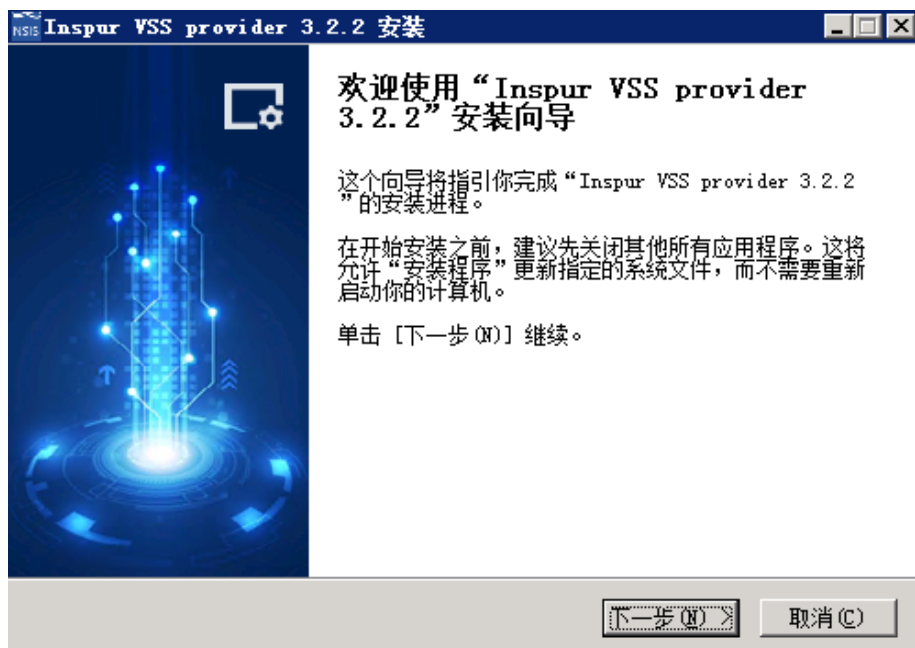 NSIS Inspur VSS provider 3.2.2 安装
欢迎使用“Inspur VSS provider
3.2.2”安装向导
这个向导将指引你完成“Inspur VSS provider 3.2.2
”的安装进程。
在开始安装之前，建议先关闭其他所有应用程序。这将
允许“安装程序”更新指定的系统文件，而不需要重新
启动你的计算机。
单击 [下一步(N)] 继续。
下一步(N) >
取消(C)